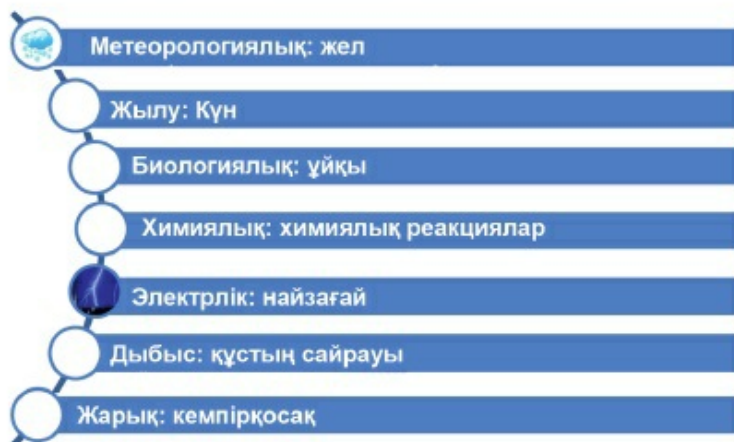 Метеорологиялық: жел
Жылу: Күн
Биологиялық: ұйқы
Химиялық: химиялық реакциялар
Электрлік: найзағай
Дыбыс: құстың сайрауы
Жарық: кемпірқосақ